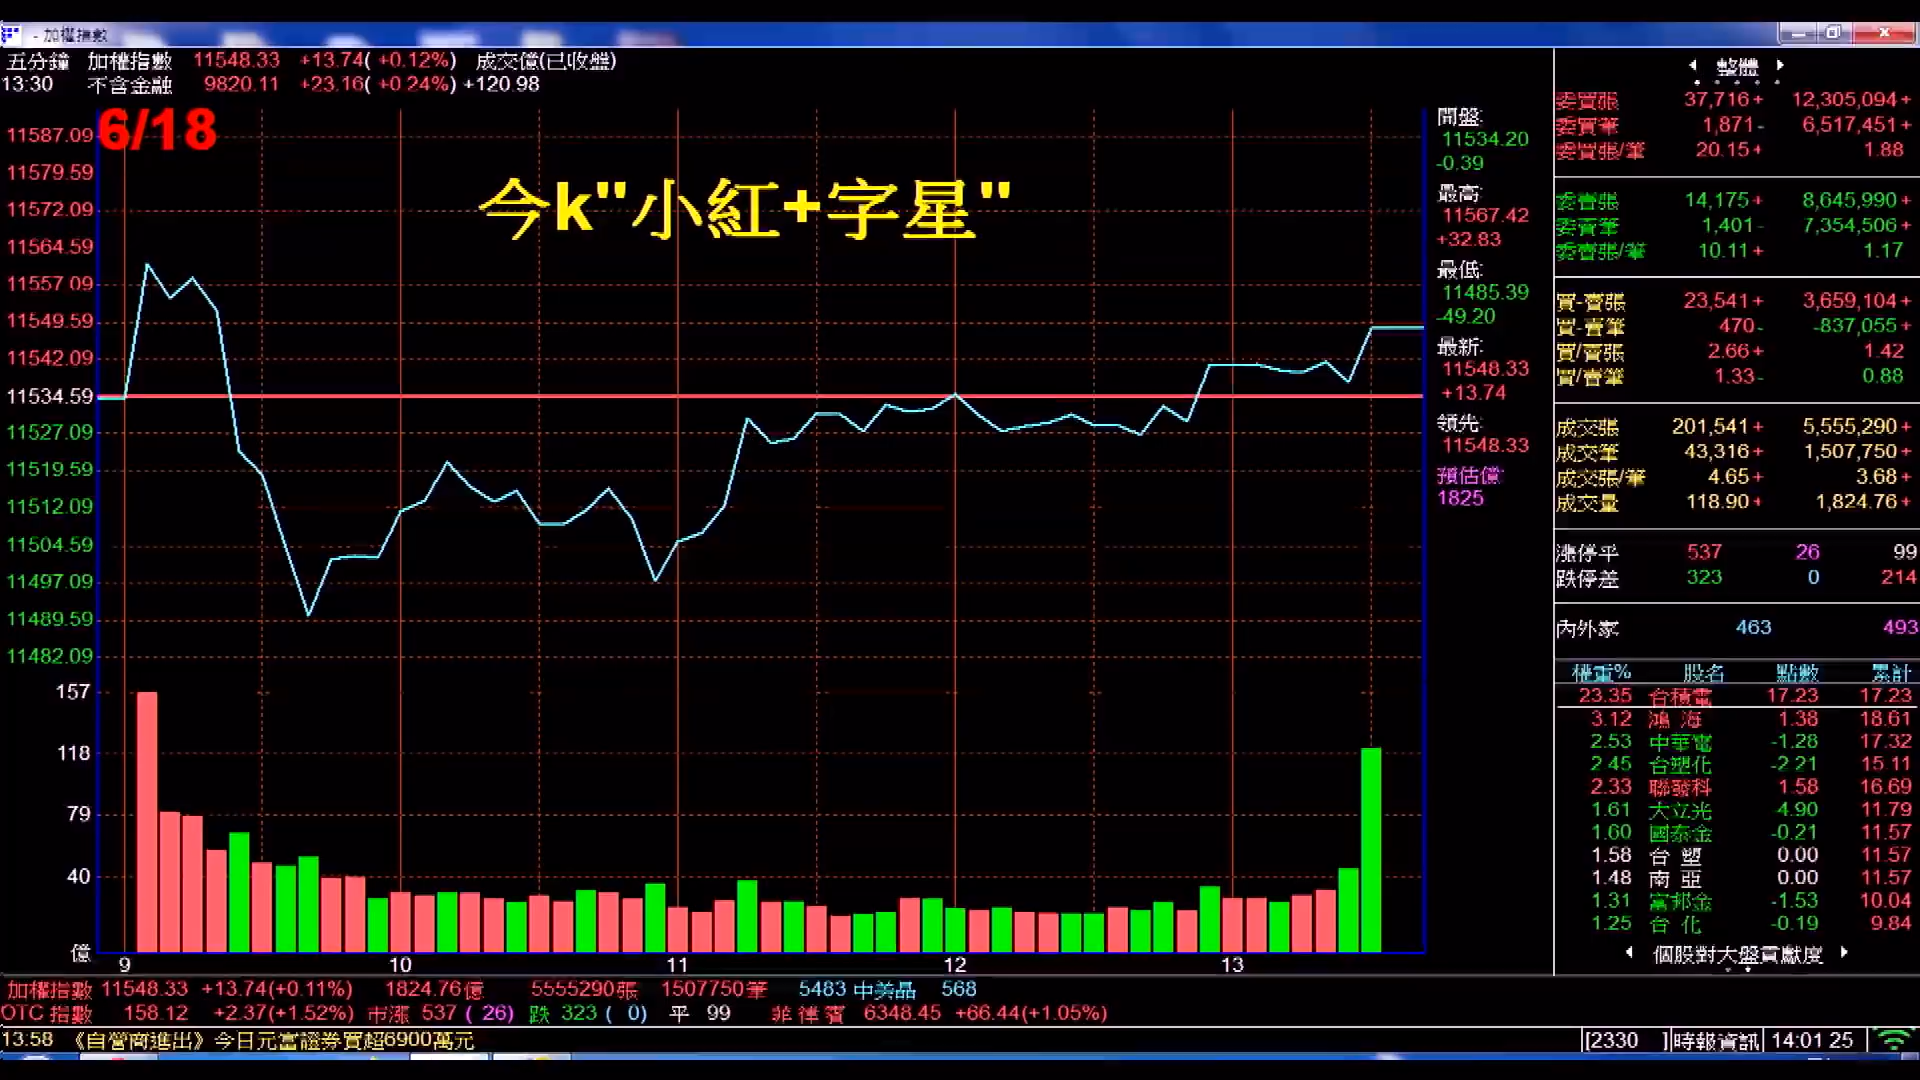 - 加權指數
五分鐘 加權指數 11548.33 +13.74( +0.12%) 成交億(已收盤)
13:30 不含金融 9820.11 +23.16( +0.24%) +120.98
6/18
今k"小紅+字星"
11587.09
11579.59
11572.09
11564.59
11557.09
11549.59
11542.09
11534.59
11527.09
11519.59
11512.09
11504.59
11497.09
11489.59
11482.09
157
118
79
40
億
9 10 11 12 13
開盤:
11534.20
-0.39
最高:
11567.42
+32.83
最低:
11485.39
-49.20
最新:
11548.33
+13.74
領先:
11548.33
預估億:
1825
整體
委買張 37,716+ 12,305,094+
委買筆 1,871- 6,517,451+
委買張/筆 20.15+ 1.88
委賣張 14,175+ 8,645,990+
委賣筆 1,401- 7,354,506+
委賣張/筆 10.11+ 1.17
買-賣張 23,541+ 3,659,104+
買-賣筆 470- -837,055+
買/賣張 2.66+ 1.42
買/賣筆 1.33- 0.88
成交張 201,541+ 5,555,290+
成交筆 43,316+ 1,507,750+
成交張/筆 4.65+ 3.68+
成交量 118.90+ 1,824.76+
漲停平 537 26 99
跌停差 323 0 214
內外家 463 493
權重% 股名 點數 累計
23.35 台積電 17.23 17.23
3.12 鴻海 1.38 18.61
2.53 中華電 -1.28 17.32
2.45 台塑化 -2.21 15.11
2.33 聯發科 1.58 16.69
1.61 大立光 -4.90 11.79
1.60 國泰金 -0.21 11.57
1.58 台塑 0.00 11.57
1.48 南亞 0.00 11.57
1.31 富邦金 -1.53 10.04
1.25 台化 -0.19 9.84
個股對大盤貢獻度
加權指數 11548.33 +13.74(+0.11%) 1824.76億 5555290張 1507750筆 5483 中美晶 568
OTC 指數 158.12 +2.37(+1.52%) 市漲 537 ( 26) 跌 323 ( 0) 平 99 菲律賓 6348.45 +66.44(+1.05%)
13:58 《自營商進出》今日元富證券買超6900萬元
[2330 ]時報資訊 14:01:25